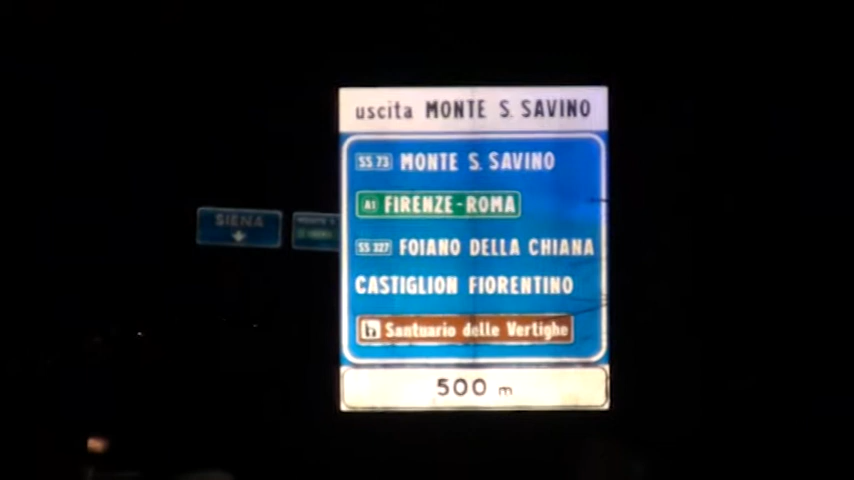 uscita MONTE S. SAVINO
SS 73 MONTE S. SAVINO
A1 FIRENZE-ROMA
SS 327 FOIANO DELLA CHIANA
CASTIGLION FIORENTINO
Santuario delle Vertighe
500 m
SIENA